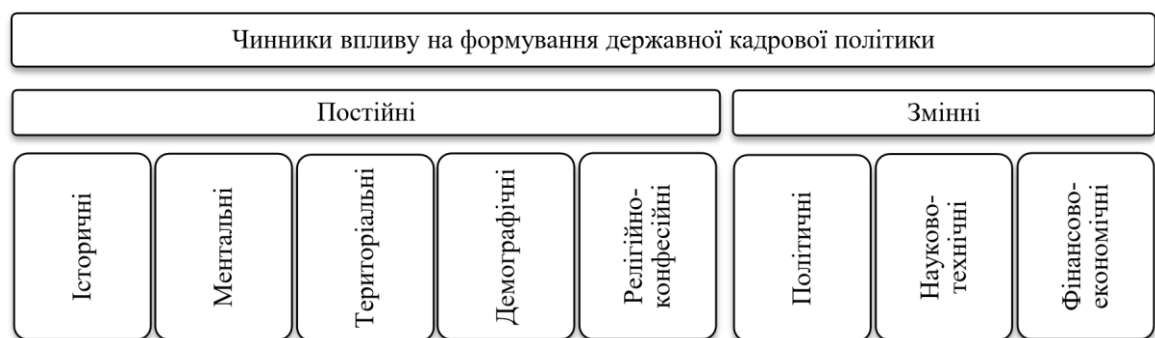 Чинники впливу на формування державної кадрової політики
Постійні
Змінні
Історичні
Ментальні
Територіальні
Демографічні
Релігійно-
конфесійні
Політичні
Науково-
технічні
Фінансово-
економічні